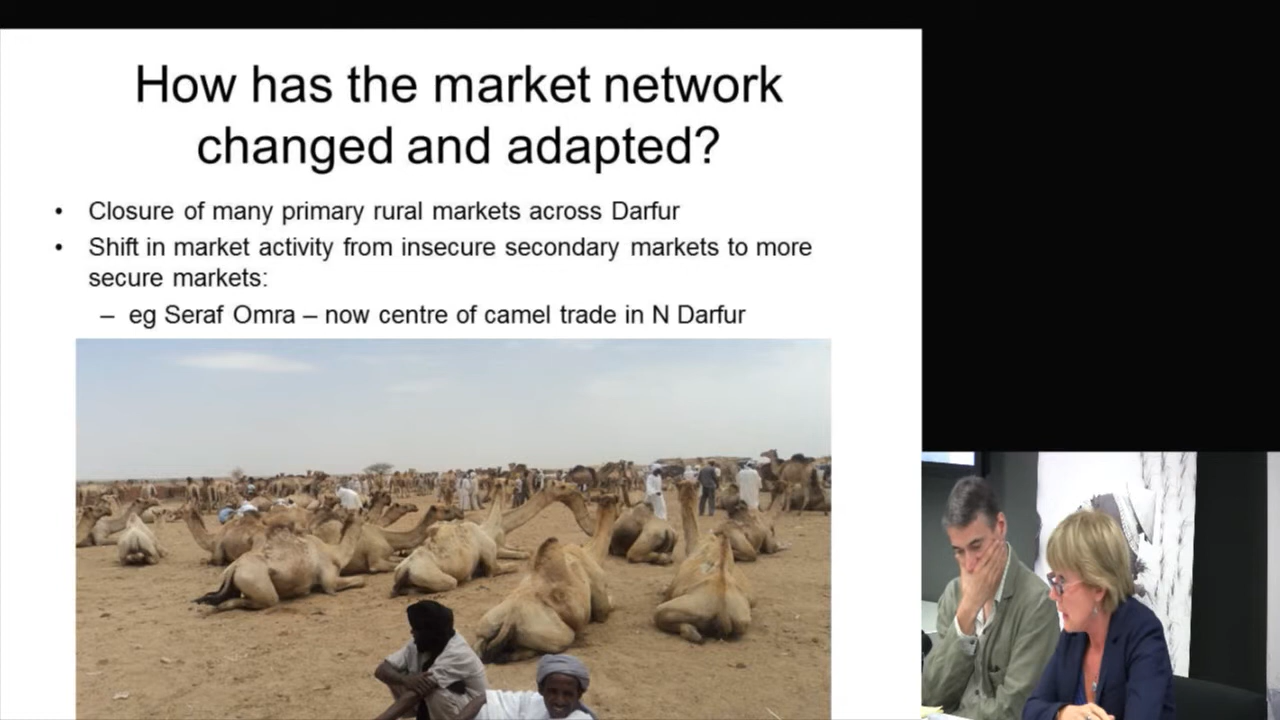 How has the market network
changed and adapted?
• Closure of many primary rural markets across Darfur
• Shift in market activity from insecure secondary markets to more
secure markets:
– eg Seraf Omra – now centre of camel trade in N Darfur